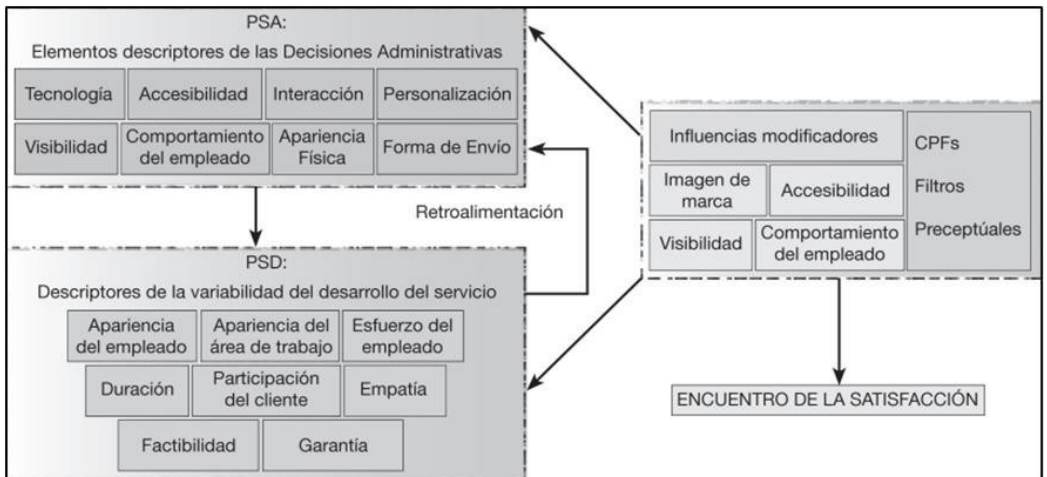 PSA:
Elementos descriptores de las Decisiones Administrativas
Tecnología
Accesibilidad
Interacción
Personalización
Visibilidad
Comportamiento
del empleado
Apariencia
Física
Forma de Envío
Retroalimentación
PSD:
Descriptores de la variabilidad del desarrollo del servicio
Apariencia
del empleado
Apariencia del
área de trabajo
Esfuerzo del
empleado
Duración
Participación
del cliente
Empatía
Factibilidad
Garantía
Influencias modificadores
Imagen de
marca
Accesibilidad
Visibilidad
Comportamiento
del empleado
CPFs
Filtros
Preceptúales
ENCUENTRO DE LA SATISFACCIÓN